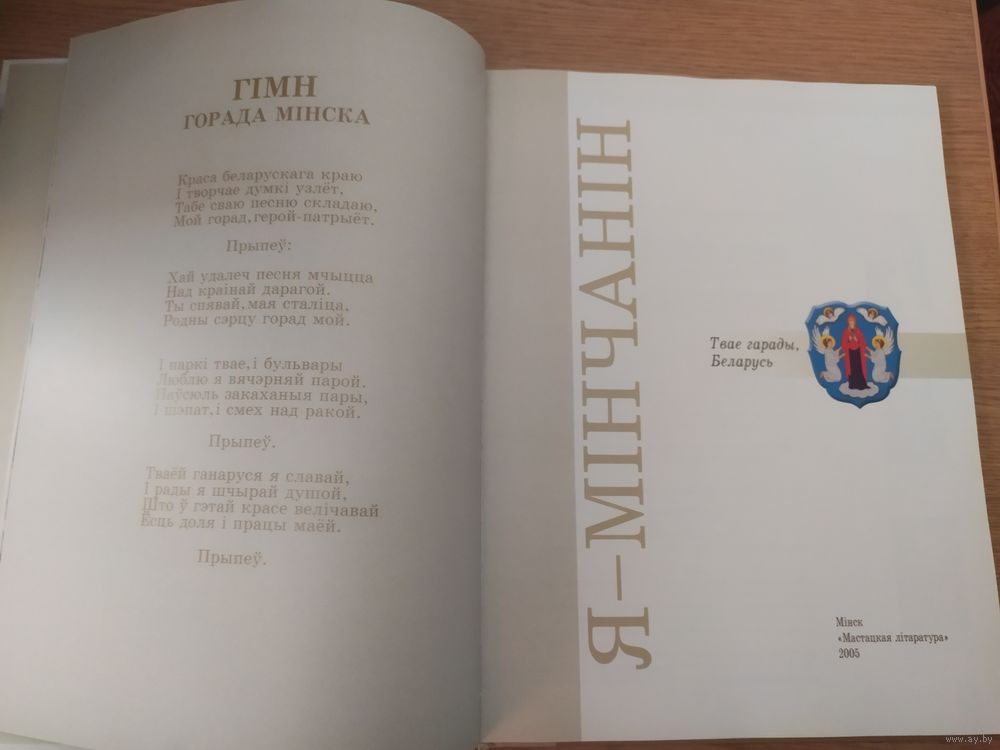 ГІМН
ГОРАДА МІНСКА
Краса беларускага краю
І творчае думкі узлёт,
Табе сваю песню складаю,
Мой горад, герой-патрыёт.
Прыпеў:
Хай удалеч песня мчыцца
Над краінай дарагой.
Ты спявай, мая сталіца,
Родны сэрцу горад мой.
І паркі твае, і бульвары
Люблю я вячэрняй парой.
Паўсюль закаханыя пары,
І шэпат, і смех над ракой.
Прыпеў.
Тваёй ганаруся я славай,
І рады я шчырай душой,
Што ў гэтай красе велічавай
Ёсць доля і працы маёй.
Прыпеў.
Я–МІНЧАНІН
Твае гарады,
Беларусь
Мінск
«Мастацкая літаратура»
2005
www.ay.by